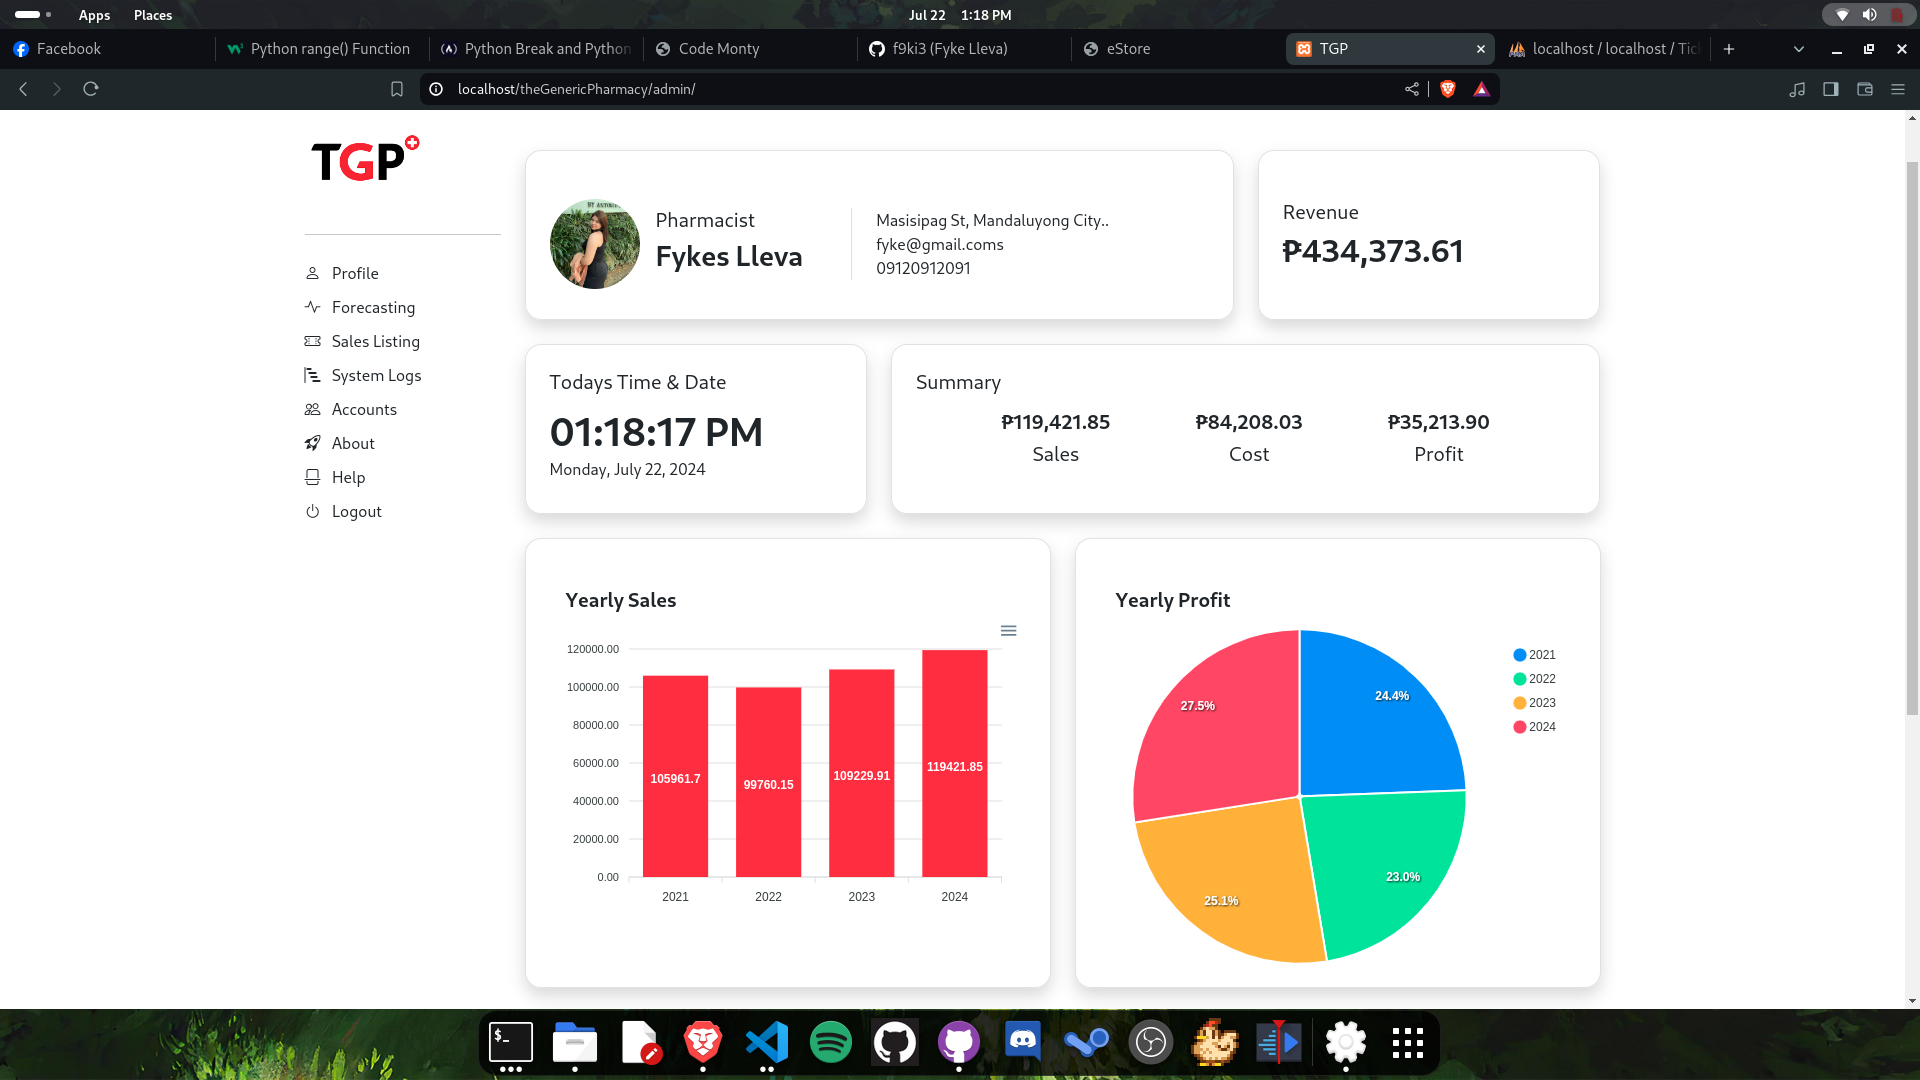 Apps Places Jul 22 1:18 PM
Facebook Python range() Function Python Break and Python Code Monty f9ki3 (Fyke Lleva) eStore TGP localhost / localhost / Tic
localhost/theGenericPharmacy/admin/
TGP
Profile
Forecasting
Sales Listing
System Logs
Accounts
About
Help
Logout
Pharmacist
Fykes Lleva
Masisipag St, Mandaluyong City..
fyke@gmail.coms
09120912091
Revenue
₱434,373.61
Todays Time & Date
01:18:17 PM
Monday, July 22, 2024
Summary
₱119,421.85 ₱84,208.03 ₱35,213.90
Sales Cost Profit
Yearly Sales
120000.00
100000.00
80000.00
60000.00
40000.00
20000.00
0.00
105961.7 99760.15 109229.91 119421.85
2021 2022 2023 2024
Yearly Profit
24.4%
23.0%
25.1%
27.5%
2021
2022
2023
2024
$_